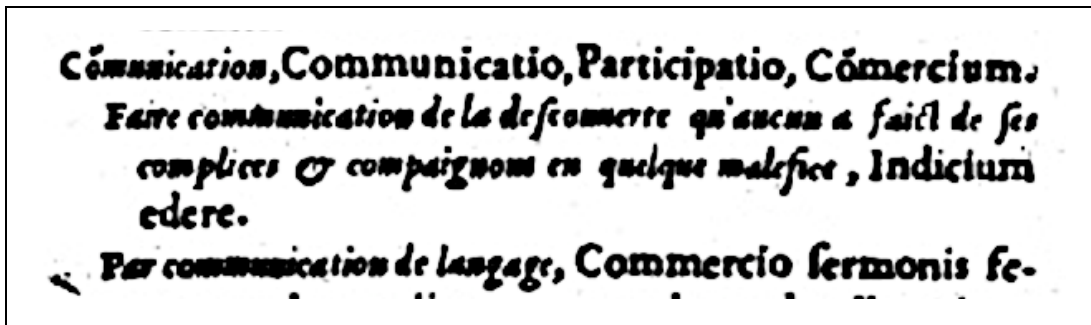 Cõmunication, Communicatio, Participatio, Cõmercium.
Faire communication de la descouuerte qu'aucun a faict de ſes
complices & compaignons en quelque malefice, Indicium
edere.
Par communication de langage, Commercio ſermonis fe-